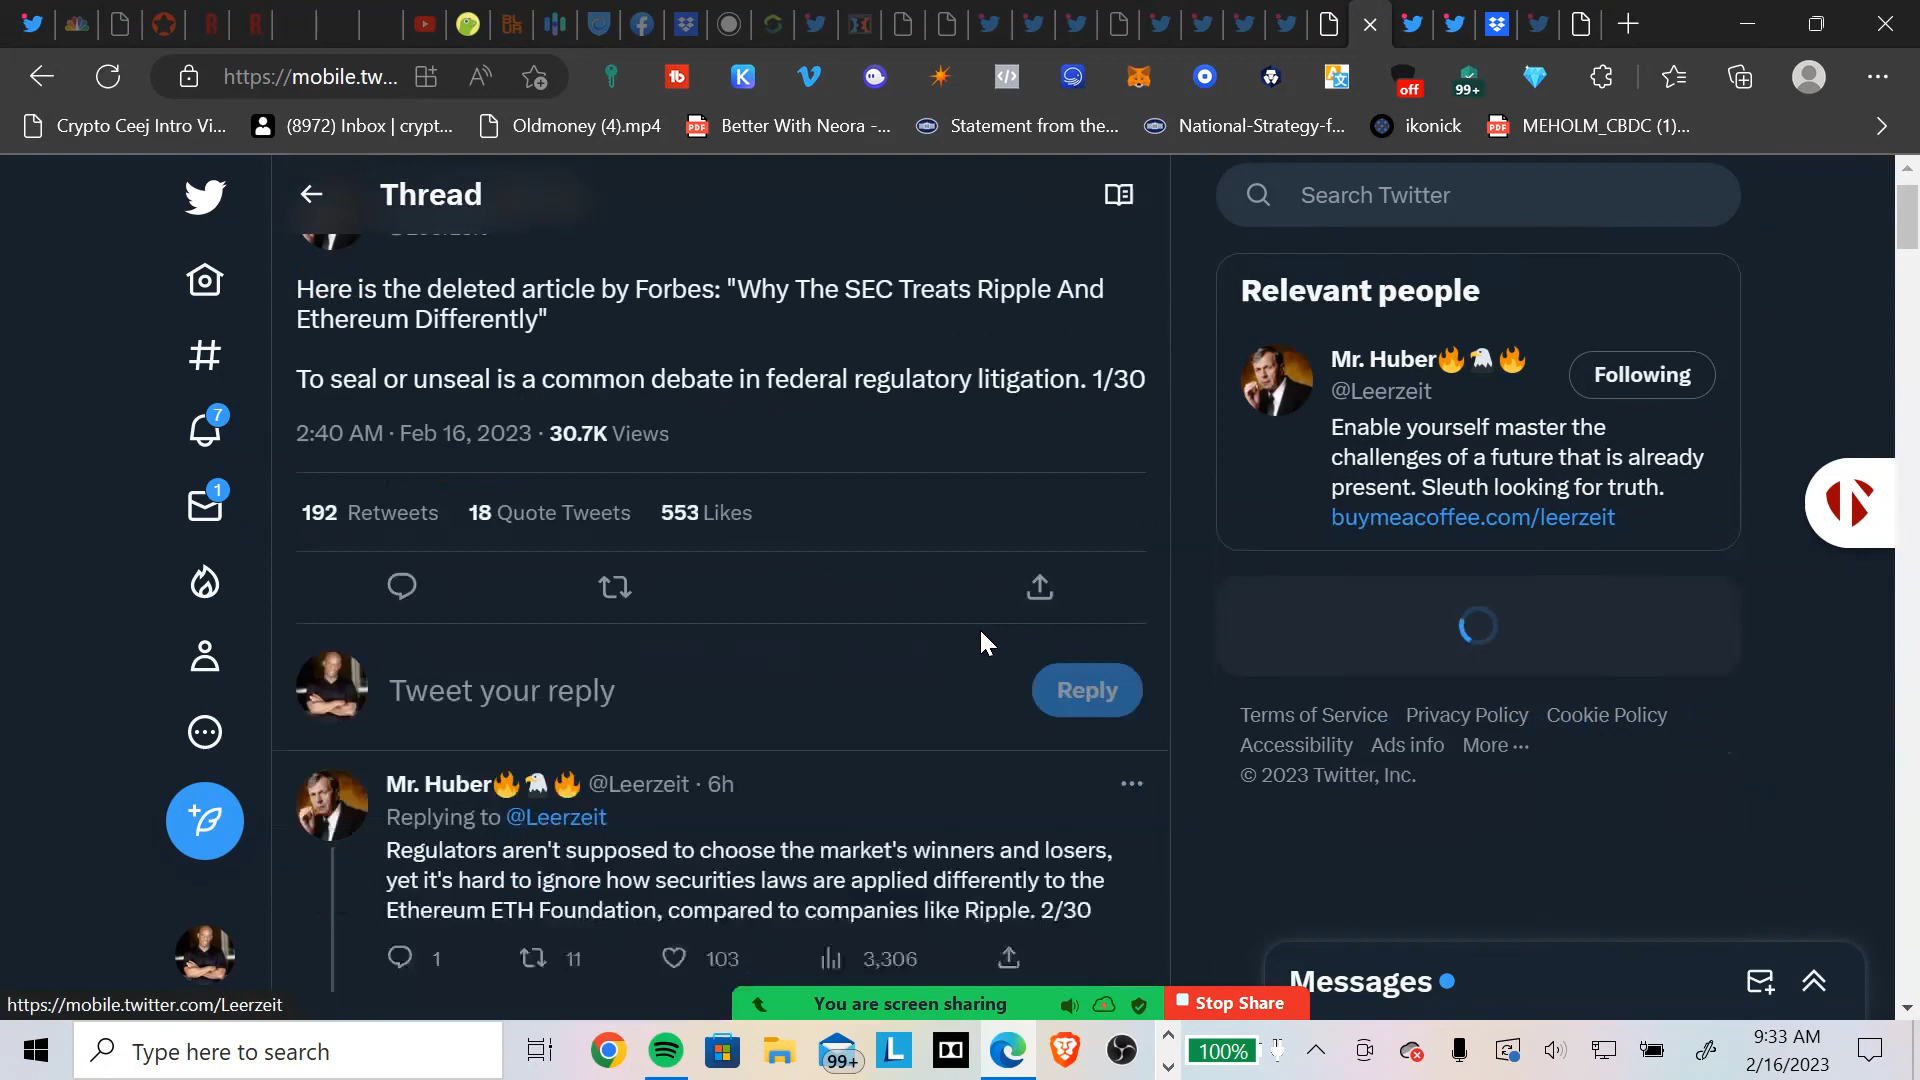 https://mobile.tw...
off
99+
Crypto Ceej Intro Vi...
(8972) Inbox | crypt...
Oldmoney (4).mp4
Better With Neora -...
Statement from the...
National-Strategy-f...
ikonick
MEHOLM_CBDC (1)...
Thread
Search Twitter
Here is the deleted article by Forbes: "Why The SEC Treats Ripple And
Ethereum Differently"
To seal or unseal is a common debate in federal regulatory litigation. 1/30
2:40 AM · Feb 16, 2023 · 30.7K Views
192 Retweets 18 Quote Tweets 553 Likes
Tweet your reply
Reply
Mr. Huber🔥🦅🔥 @Leerzeit · 6h
Replying to @Leerzeit
Regulators aren't supposed to choose the market's winners and losers,
yet it's hard to ignore how securities laws are applied differently to the
Ethereum ETH Foundation, compared to companies like Ripple. 2/30
1 11 103 3,306
7
1
Relevant people
Mr. Huber🔥🦅🔥
@Leerzeit
Following
Enable yourself master the
challenges of a future that is already
present. Sleuth looking for truth.
buymeacoffee.com/leerzeit
Terms of Service Privacy Policy Cookie Policy
Accessibility Ads info More ···
© 2023 Twitter, Inc.
Messages
https://mobile.twitter.com/Leerzeit
You are screen sharing
Stop Share
Type here to search
99+
100%
9:33 AM
2/16/2023